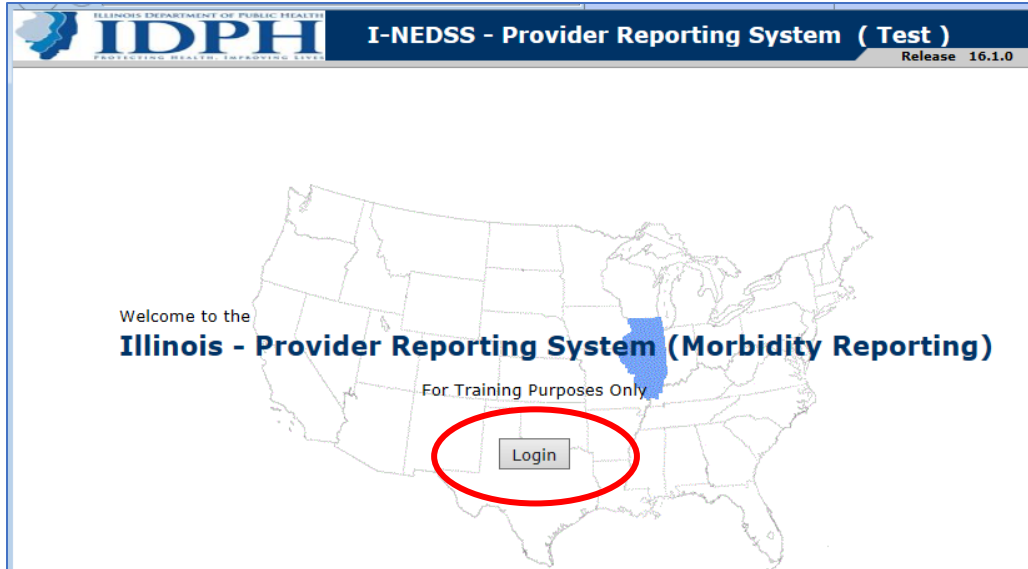 ILLINOIS DEPARTMENT OF PUBLIC HEALTH
IDPH
PROTECTING HEALTH, IMPROVING LIVES
I-NEDSS - Provider Reporting System ( Test )
Release 16.1.0
Welcome to the
Illinois - Provider Reporting System (Morbidity Reporting)
For Training Purposes Only
Login